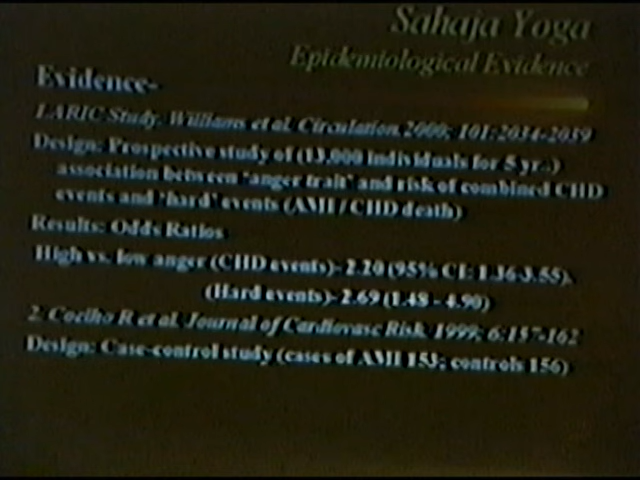 Sahaja Yoga
Epidemiological Evidence
Evidence-
1.ARIC Study. Williams et al. Circulation.2000; 101:2034-2039
Design: Prospective study of (13,000 individuals for 5 yr..)
association between 'anger trait' and risk of combined CHD
events and 'hard' events (AMI / CHD death)
Results: Odds Ratios
High vs. low anger (CHD events)- 2.20 (95% CI: 1.36-3.55).
(Hard events)- 2.69 (1.48 - 4.90)
2. Coelho R et al. Journal of Cardiovasc Risk. 1999; 6:157-162
Design: Case-control study (cases of AMI 153; controls 156)